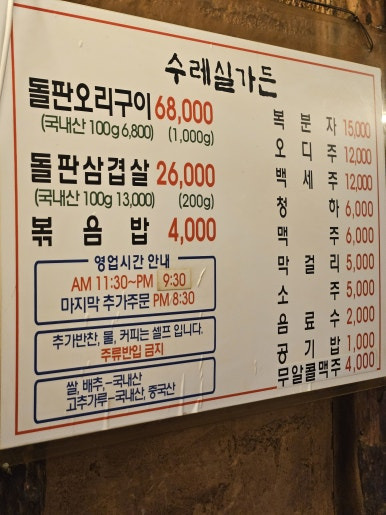 수레실가든
돌판오리구이 68,000
(국내산 100g 6,800) (1,000g)
돌판삼겹살 26,000
(국내산 100g 13,000) (200g)
볶음밥 4,000
영업시간 안내
AM 11:30~PM 9:30
마지막 추가주문 PM 8:30
추가반찬, 물, 커피는 셀프 입니다.
주류반입 금지
쌀, 배추,-국내산
고추가루-국내산, 중국산
복분자 15,000
오디주 12,000
백세주 12,000
청하 6,000
맥주 6,000
막걸리 5,000
소주 5,000
음료수 2,000
공기밥 1,000
무알콜맥주 4,000